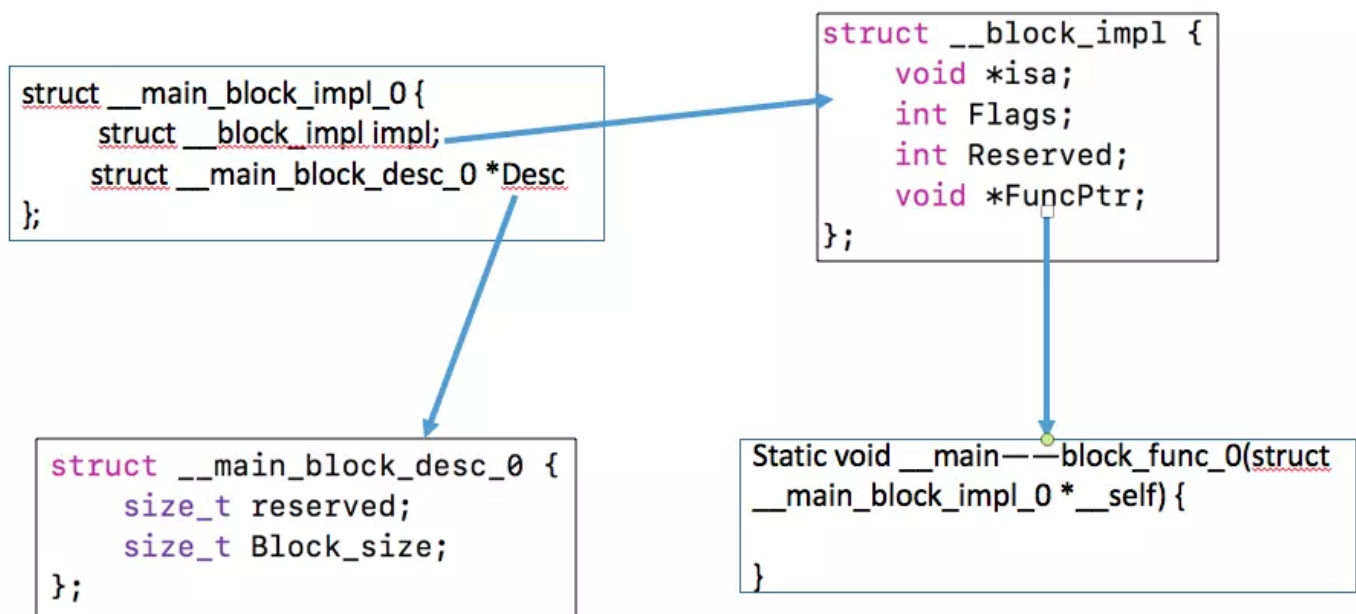 struct __main_block_impl_0 {
struct __block_impl impl;
struct __main_block_desc_0 *Desc
};
struct __block_impl {
void *isa;
int Flags;
int Reserved;
void *FuncPtr;
};
struct __main_block_desc_0 {
size_t reserved;
size_t Block_size;
};
Static void __main——block_func_0(struct
__main_block_impl_0 *__self) {
}